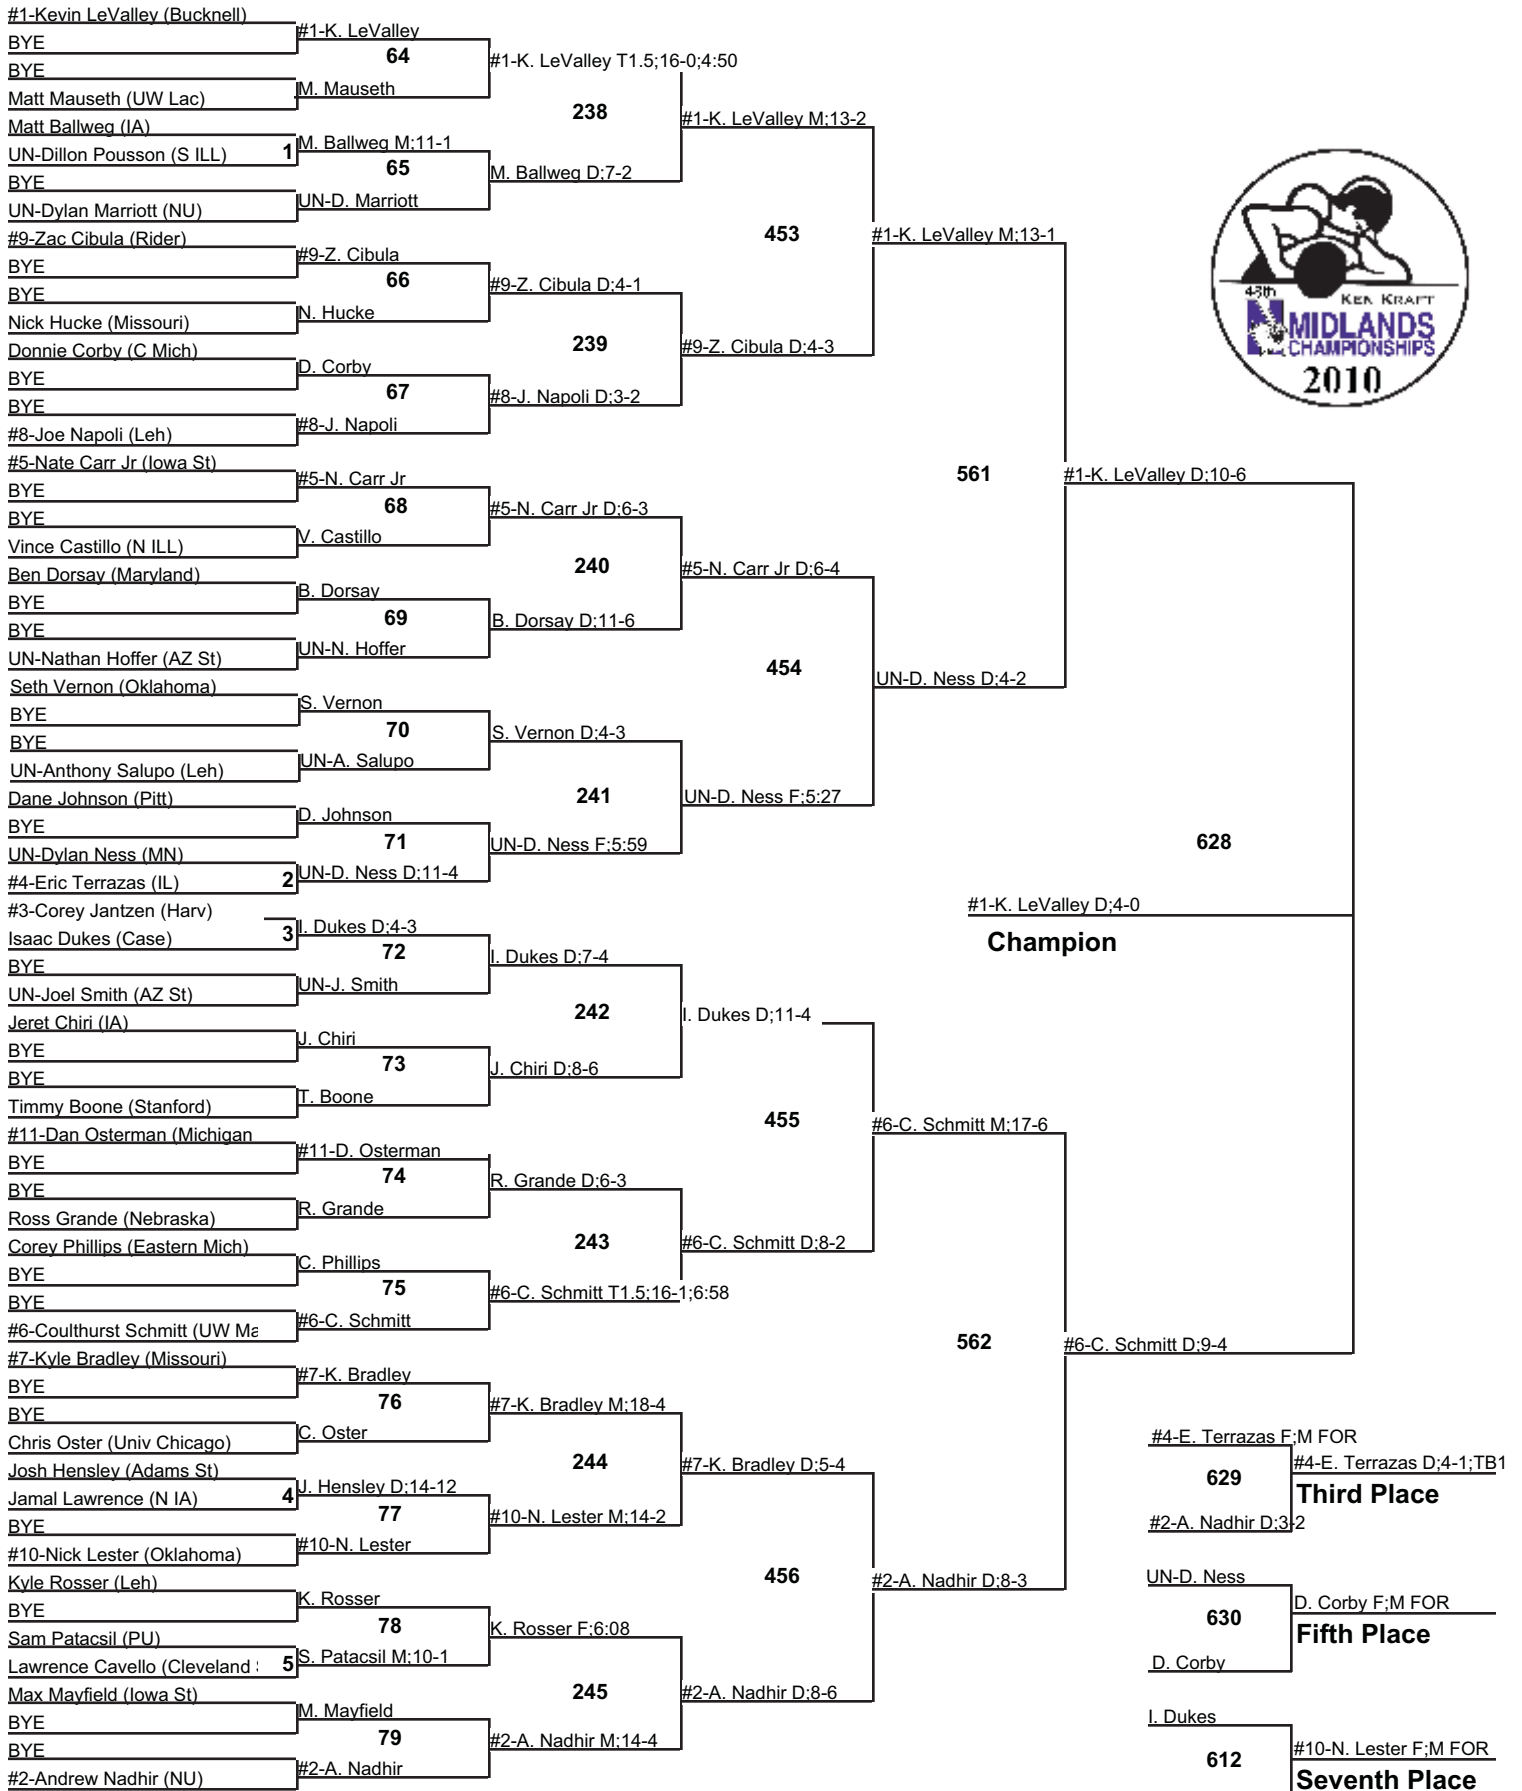 #1-Kevin LeValley (Bucknell)
BYE
BYE
Matt Mauseth (UW Lac)
Matt Ballweg (IA)
UN-Dillon Pousson (S ILL)
1
BYE
UN-Dylan Marriott (NU)
#9-Zac Cibula (Rider)
BYE
BYE
Nick Hucke (Missouri)
Donnie Corby (C Mich)
BYE
BYE
#8-Joe Napoli (Leh)
#5-Nate Carr Jr (Iowa St)
BYE
BYE
Vince Castillo (N ILL)
Ben Dorsay (Maryland)
BYE
BYE
UN-Nathan Hoffer (AZ St)
Seth Vernon (Oklahoma)
BYE
BYE
UN-Anthony Salupo (Leh)
Dane Johnson (Pitt)
BYE
UN-Dylan Ness (MN)
#4-Eric Terrazas (IL)
2
#3-Corey Jantzen (Harv)
Isaac Dukes (Case)
3
BYE
UN-Joel Smith (AZ St)
Jeret Chiri (IA)
BYE
BYE
Timmy Boone (Stanford)
#11-Dan Osterman (Michigan
BYE
BYE
Ross Grande (Nebraska)
Corey Phillips (Eastern Mich)
BYE
BYE
#6-Coulthurst Schmitt (UW Ma
#7-Kyle Bradley (Missouri)
BYE
BYE
Chris Oster (Univ Chicago)
Josh Hensley (Adams St)
Jamal Lawrence (N IA)
4
BYE
#10-Nick Lester (Oklahoma)
Kyle Rosser (Leh)
BYE
Sam Patacsil (PU)
Lawrence Cavello (Cleveland
5
Max Mayfield (Iowa St)
BYE
BYE
#2-Andrew Nadhir (NU)
#1-K. LeValley
64
M. Mauseth
M. Ballweg M;11-1
65
UN-D. Marriott
#9-Z. Cibula
66
N. Hucke
D. Corby
67
#8-J. Napoli
#5-N. Carr Jr
68
V. Castillo
B. Dorsay
69
UN-N. Hoffer
S. Vernon
70
UN-A. Salupo
D. Johnson
71
UN-D. Ness D;11-4
I. Dukes D;4-3
72
UN-J. Smith
J. Chiri
73
T. Boone
#11-D. Osterman
74
R. Grande
C. Phillips
75
#6-C. Schmitt
#7-K. Bradley
76
C. Oster
J. Hensley D;14-12
77
#10-N. Lester
K. Rosser
78
S. Patacsil M;10-1
M. Mayfield
79
#2-A. Nadhir
#1-K. LeValley T1.5;16-0;4:50
238
M. Ballweg D;7-2
#9-Z. Cibula D;4-1
239
#8-J. Napoli D;3-2
#5-N. Carr Jr D;6-3
240
B. Dorsay D;11-6
S. Vernon D;4-3
241
UN-D. Ness F;5:59
I. Dukes D;7-4
242
J. Chiri D;8-6
R. Grande D;6-3
243
#6-C. Schmitt T1.5;16-1;6:58
#7-K. Bradley M;18-4
244
#10-N. Lester M;14-2
K. Rosser F;6:08
245
#2-A. Nadhir M;14-4
#1-K. LeValley M;13-2
453
#9-Z. Cibula D;4-3
#5-N. Carr Jr D;6-4
454
UN-D. Ness F;5:27
I. Dukes D;11-4
455
#6-C. Schmitt D;8-2
#7-K. Bradley D;5-4
456
#2-A. Nadhir D;8-6
#1-K. LeValley M;13-1
561
UN-D. Ness D;4-2
#6-C. Schmitt M;17-6
562
#2-A. Nadhir D;8-3
#1-K. LeValley D;10-6
628
#6-C. Schmitt D;9-4
#1-K. LeValley D;4-0
Champion
48th
KEN KRAFT
MIDLANDS
CHAMPIONSHIPS
2010
#4-E. Terrazas F;M FOR
629
#2-A. Nadhir D;3-2
#4-E. Terrazas D;4-1;TB1
Third Place
UN-D. Ness
630
D. Corby
D. Corby F;M FOR
Fifth Place
I. Dukes
612
#10-N. Lester F;M FOR
Seventh Place